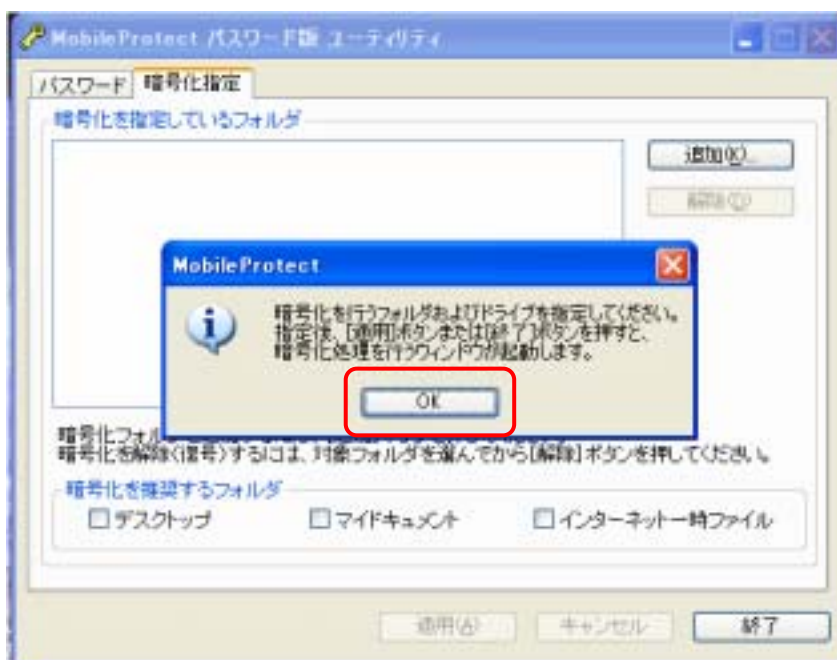 MobileProtect パスワード版 ユーティリティ
パスワード 暗号化指定
暗号化を指定しているフォルダ
追加(K)...
解除(D)
MobileProtect
暗号化を行うフォルダおよびドライブを指定してください。
指定後、[適用]ボタンまたは[終了]ボタンを押すと、
暗号化処理を行うウィンドウが起動します。
OK
暗号化フォル
暗号化を解除(復号)するには、対象フォルダを選んでから[解除]ボタンを押してください。
暗号化を推奨するフォルダ
デスクトップ マイドキュメント インターネット一時ファイル
適用(A) キャンセル 終了